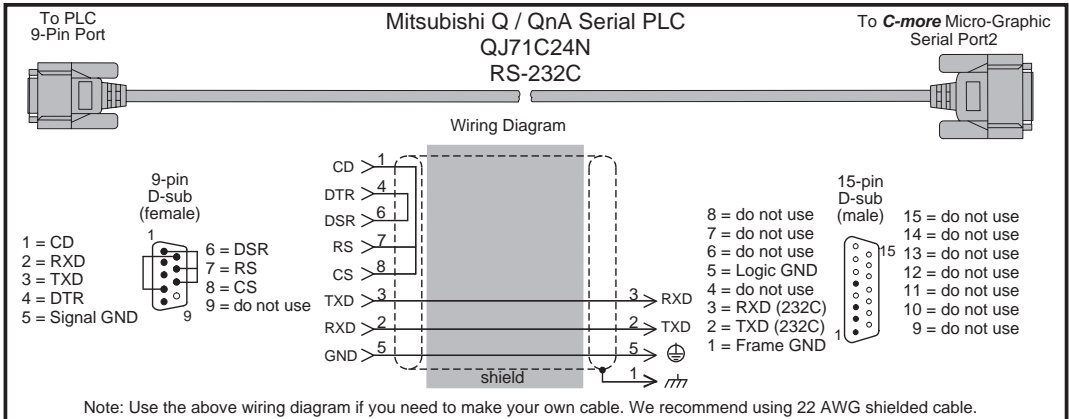 To PLC
9-Pin Port
Mitsubishi Q / QnA Serial PLC
QJ71C24N
RS-232C
To C-more Micro-Graphic
Serial Port2
Wiring Diagram
9-pin
D-sub
(female)
1
9
1 = CD
2 = RXD
3 = TXD
4 = DTR
5 = Signal GND
6 = DSR
7 = RS
8 = CS
9 = do not use
CD 1
DTR 4
DSR 6
RS 7
CS 8
TXD 3
RXD 2
GND 5
shield
3 RXD
2 TXD
5
1
8 = do not use
7 = do not use
6 = do not use
5 = Logic GND
4 = do not use
3 = RXD (232C)
2 = TXD (232C)
1 = Frame GND
15-pin
D-sub
(male)
15
1
15 = do not use
14 = do not use
13 = do not use
12 = do not use
11 = do not use
10 = do not use
9 = do not use
Note: Use the above wiring diagram if you need to make your own cable. We recommend using 22 AWG shielded cable.